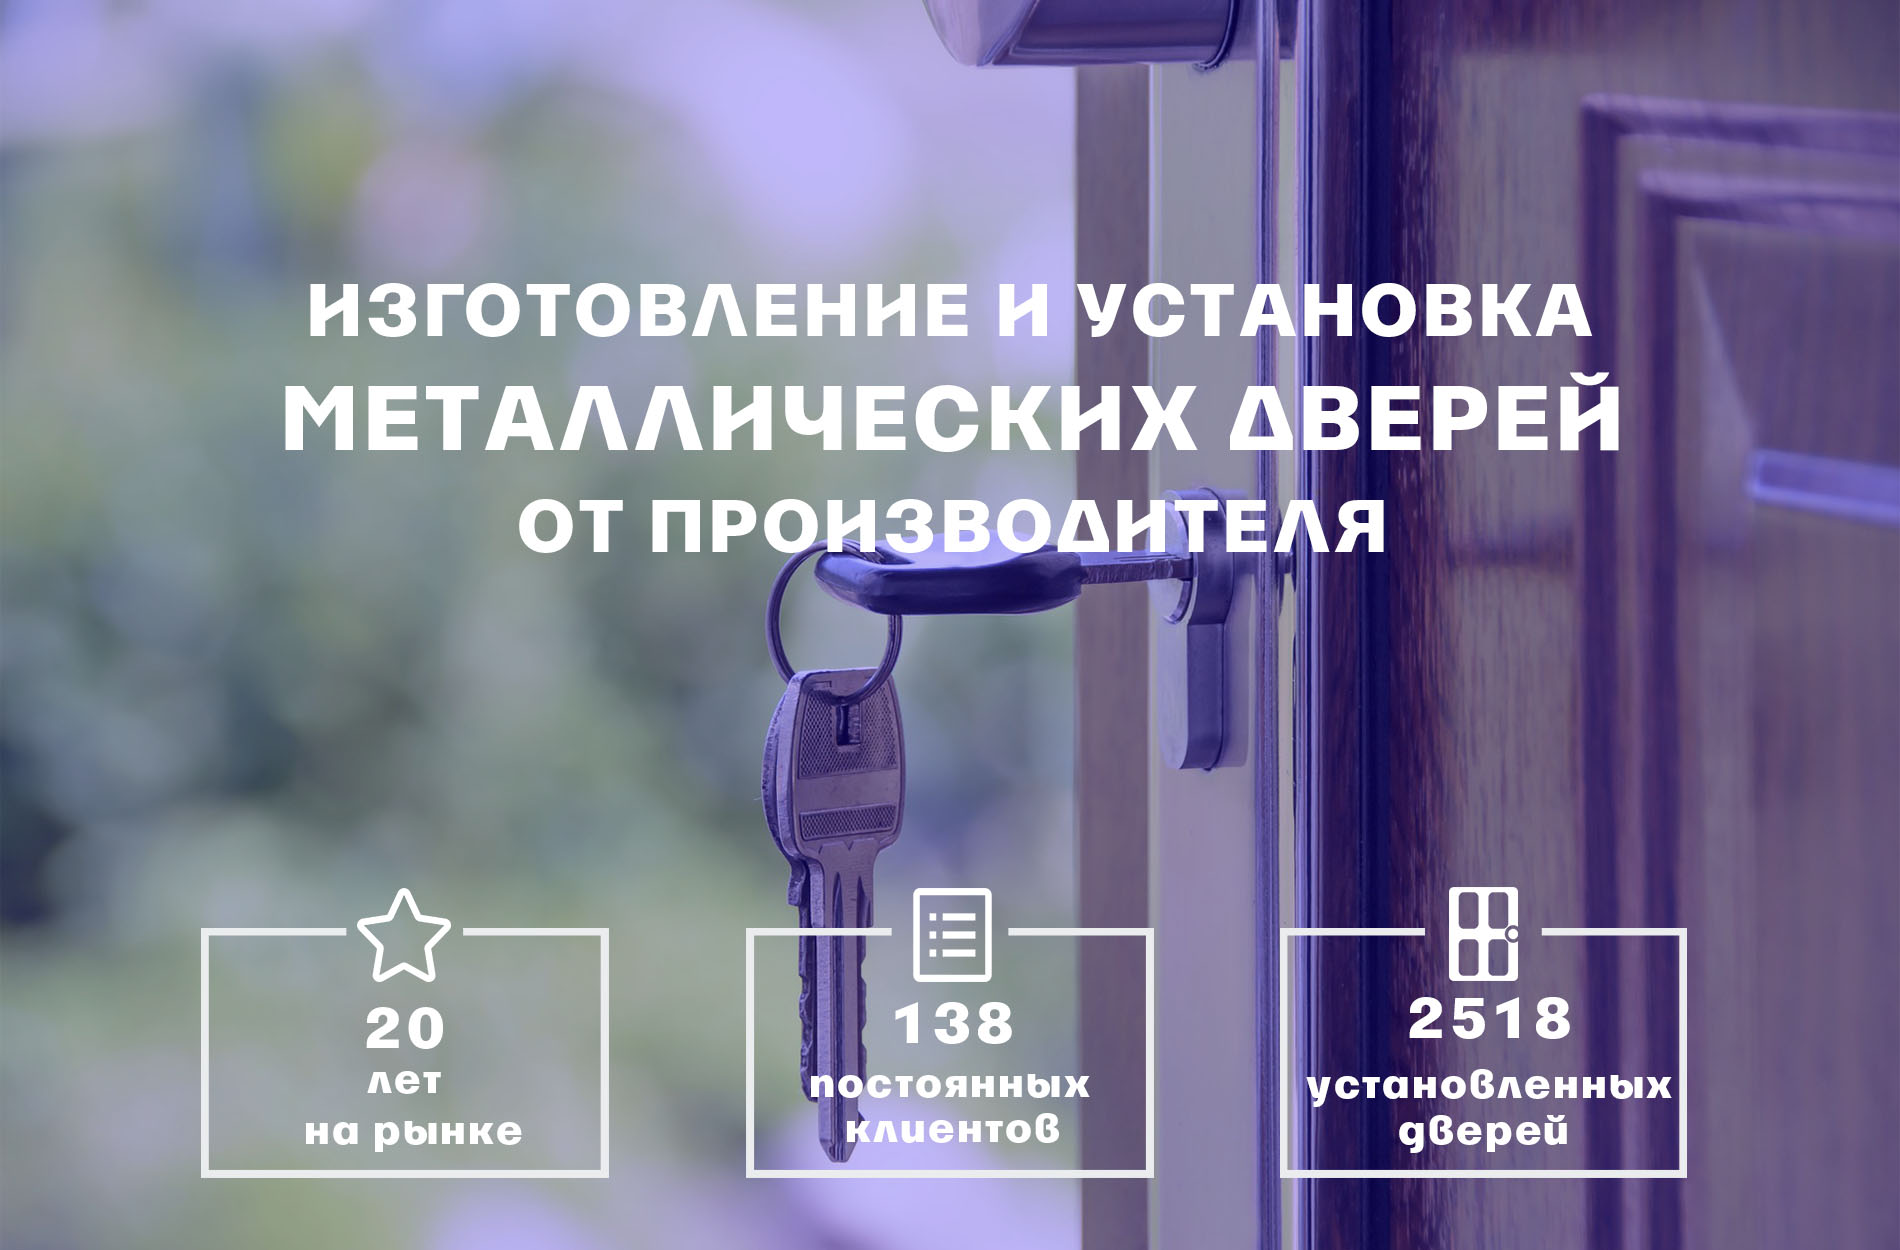 ИЗГОТОВЛЕНИЕ И УСТАНОВКА
МЕТАЛЛИЧЕСКИХ ДВЕРЕЙ
ОТ ПРОИЗВОДИТЕЛЯ
20
лет
на рынке
138
постоянных
клиентов
2518
установленных
дверей